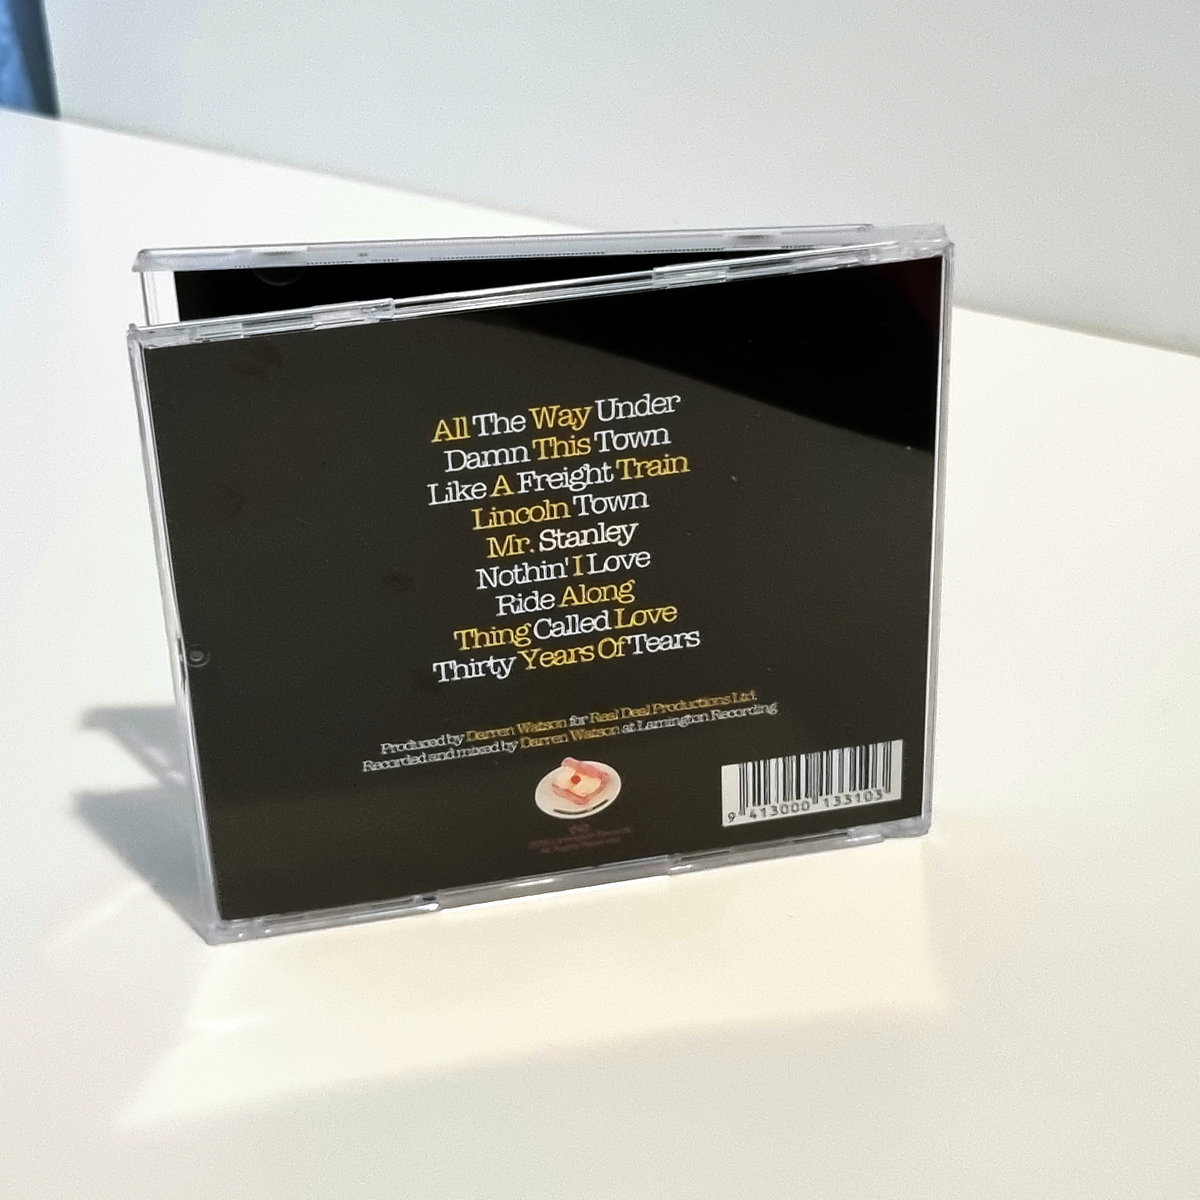 All The Way Under
Damn This Town
Like A Freight Train
Lincoln Town
Mr. Stanley
Nothin' I Love
Ride Along
Thing Called Love
Thirty Years Of Tears
Produced by Darren Watson for Real Deal Productions Ltd.
Recorded and mixed by Darren Watson at Lamington Recording
9 413000 133103